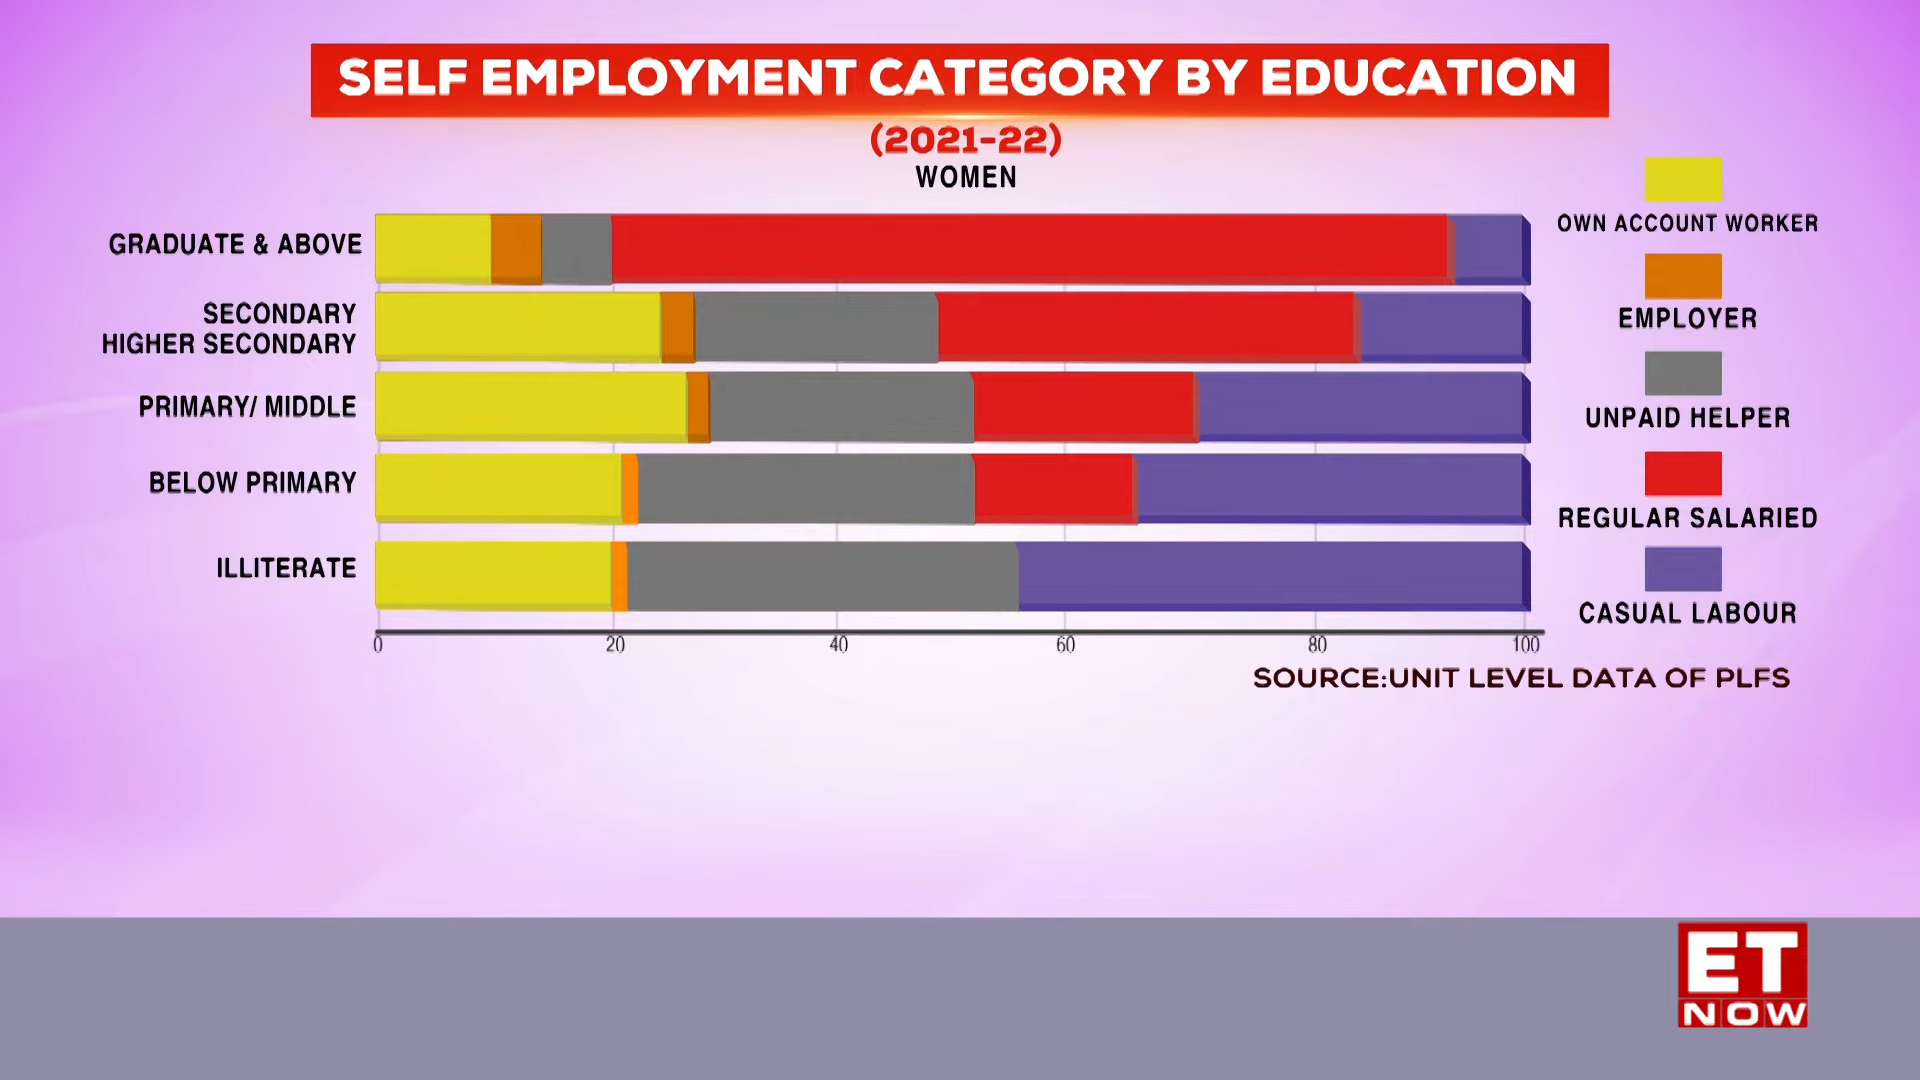 SELF EMPLOYMENT CATEGORY BY EDUCATION
(2021-22)
WOMEN
GRADUATE & ABOVE
SECONDARY
HIGHER SECONDARY
PRIMARY/ MIDDLE
BELOW PRIMARY
ILLITERATE
0 20 40 60 80 100
OWN ACCOUNT WORKER
EMPLOYER
UNPAID HELPER
REGULAR SALARIED
CASUAL LABOUR
SOURCE:UNIT LEVEL DATA OF PLFS
ET
NOW